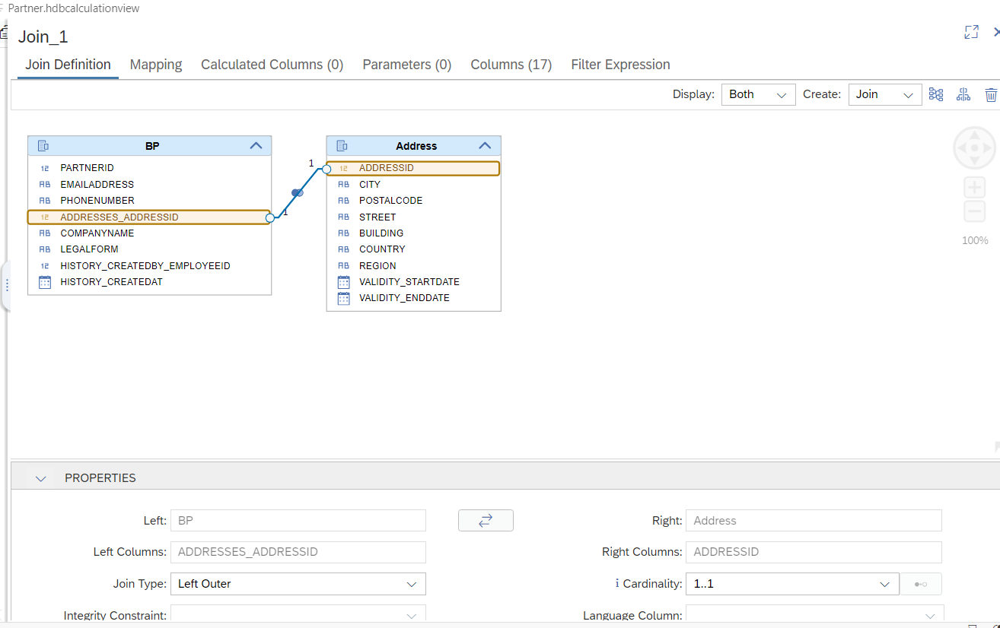 Partner.hdbcalculationview
Join_1
Join Definition Mapping Calculated Columns (0) Parameters (0) Columns (17) Filter Expression
Display: Both Create: Join
BP
12 PARTNERID
AB EMAILADDRESS
AB PHONENUMBER
12 ADDRESSES_ADDRESSID
AB COMPANYNAME
AB LEGALFORM
12 HISTORY_CREATEDBY_EMPLOYEEID
HISTORY_CREATEDAT
1
1
Address
12 ADDRESSID
AB CITY
AB POSTALCODE
AB STREET
AB BUILDING
AB COUNTRY
AB REGION
VALIDITY_STARTDATE
VALIDITY_ENDDATE
100%
PROPERTIES
Left: BP Right: Address
Left Columns: ADDRESSES_ADDRESSID Right Columns: ADDRESSID
Join Type: Left Outer i Cardinality: 1..1
Integrity Constraint: Language Column: